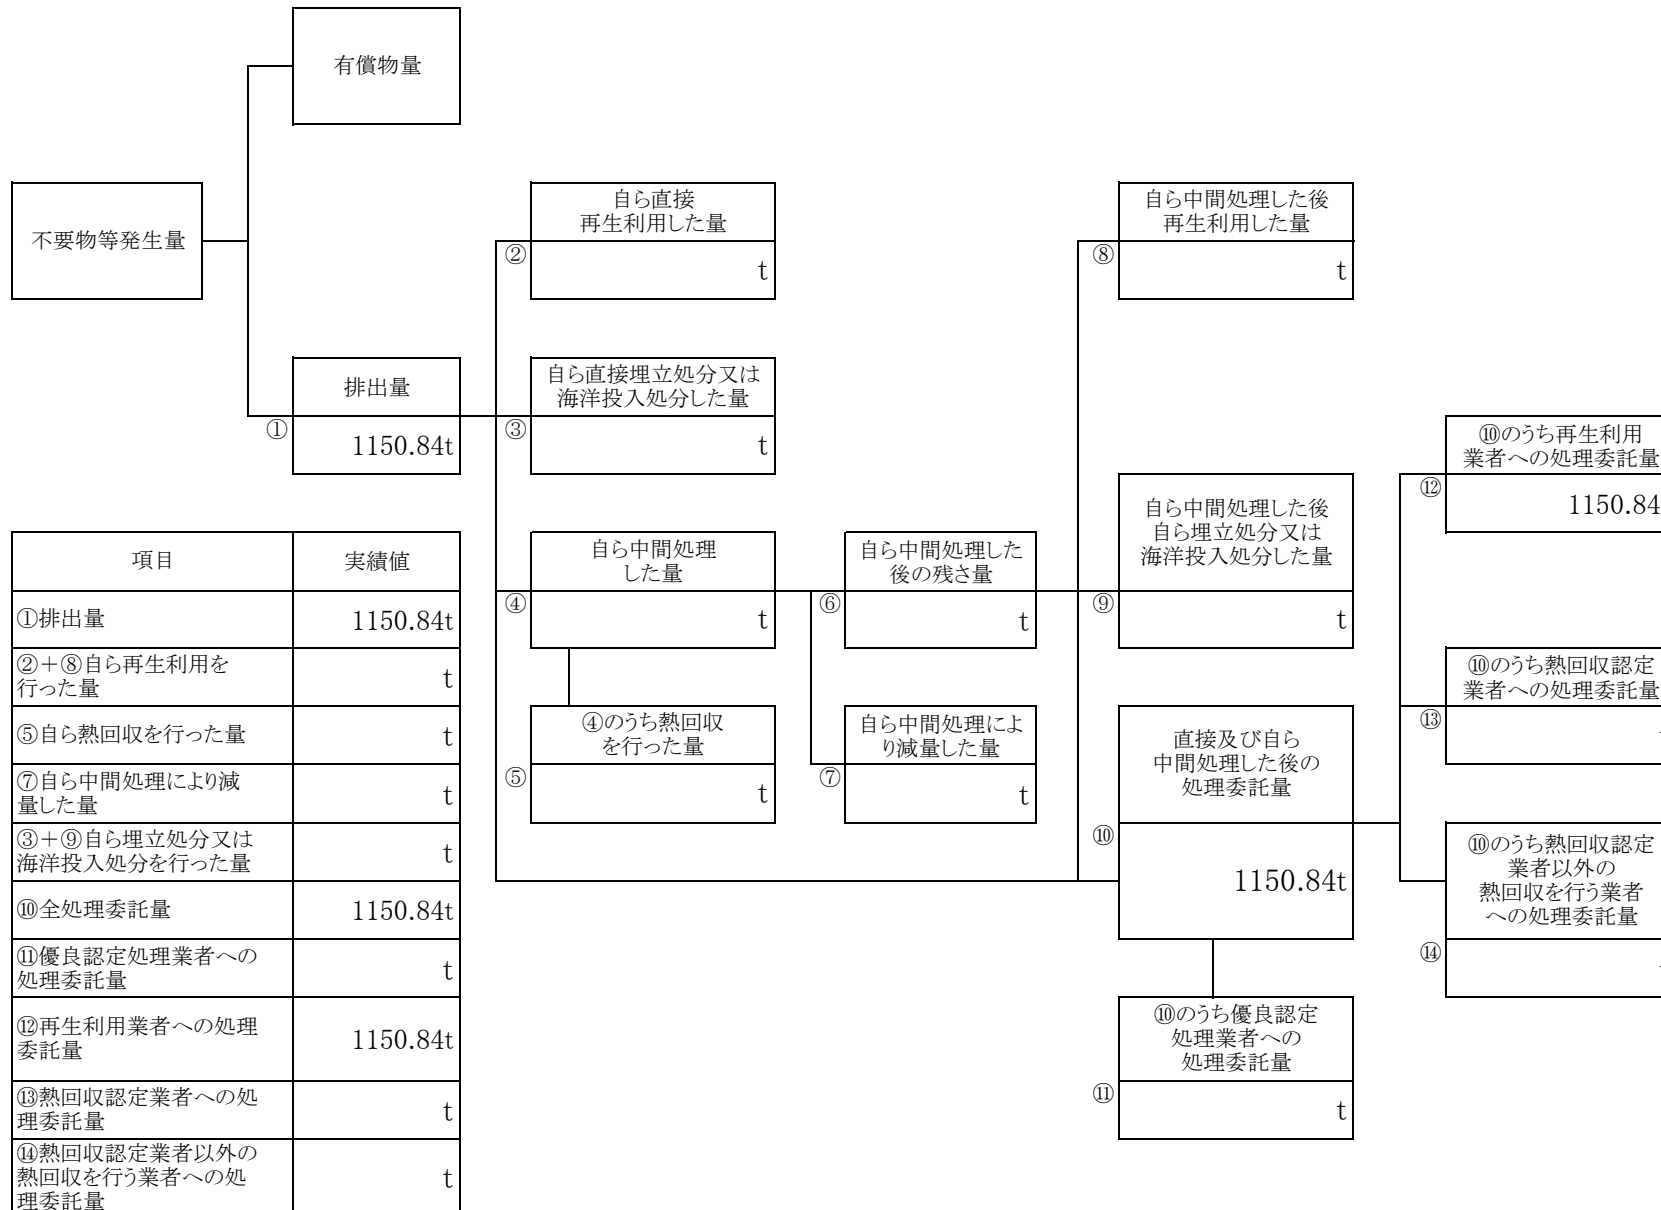 有償物量
不要物等発生量
自ら直接
再生利用した量
②
t
自ら中間処理した後
再生利用した量
⑧
t
排出量
①
1150.84t
自ら直接埋立処分又は
海洋投入処分した量
③
t
⑩のうち再生利用
業者への処理委託量
⑫
1150.84
自ら中間処理
した量
④
t
自ら中間処理した
後の残さ量
⑥
t
自ら中間処理した後
自ら埋立処分又は
海洋投入処分した量
⑨
t
⑩のうち熱回収認定
業者への処理委託量
⑬
④のうち熱回収
を行った量
⑤
t
自ら中間処理によ
り減量した量
⑦
t
直接及び自ら
中間処理した後の
処理委託量
⑩
1150.84t
⑩のうち熱回収認定
業者以外の
熱回収を行う業者
への処理委託量
⑭
⑩のうち優良認定
処理業者への
処理委託量
⑪
t
項目 実績値
①排出量 1150.84t
②+⑧自ら再生利用を
行った量
t
⑤自ら熱回収を行った量 t
⑦自ら中間処理により減
量した量
t
③+⑨自ら埋立処分又は
海洋投入処分を行った量
t
⑩全処理委託量 1150.84t
⑪優良認定処理業者への
処理委託量
t
⑫再生利用業者への処理
委託量
1150.84t
⑬熱回収認定業者への処
理委託量
t
⑭熱回収認定業者以外の
熱回収を行う業者への処
理委託量
t